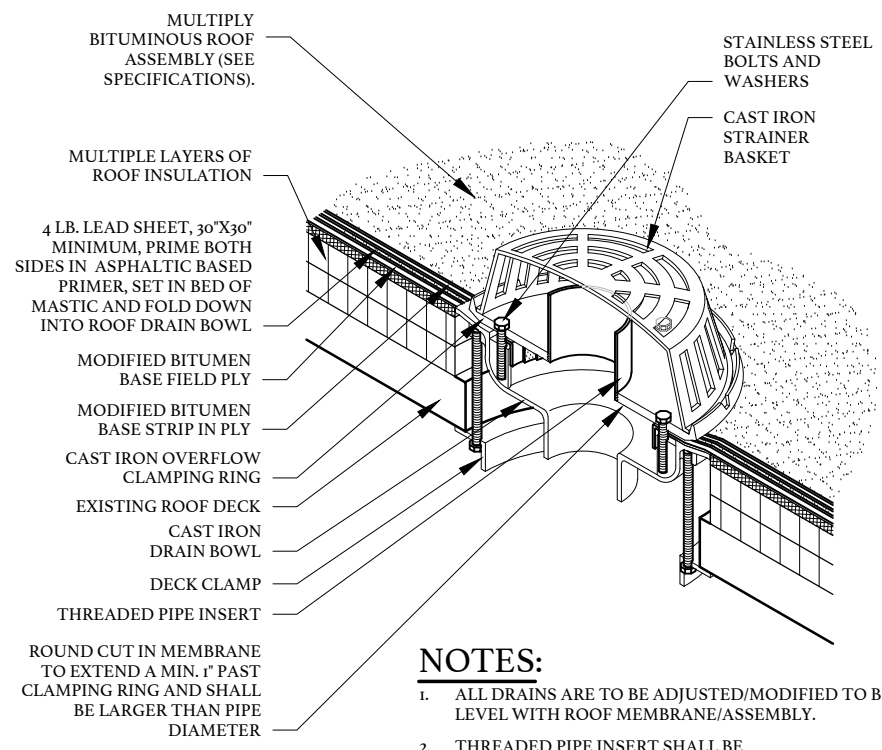 MULTIPLY
BITUMINOUS ROOF
ASSEMBLY (SEE
SPECIFICATIONS).
STAINLESS STEEL
BOLTS AND
WASHERS
CAST IRON
STRAINER
BASKET
MULTIPLE LAYERS OF
ROOF INSULATION
4 LB. LEAD SHEET, 30"X30"
MINIMUM, PRIME BOTH
SIDES IN ASPHALTIC BASED
PRIMER, SET IN BED OF
MASTIC AND FOLD DOWN
INTO ROOF DRAIN BOWL
MODIFIED BITUMEN
BASE FIELD PLY
MODIFIED BITUMEN
BASE STRIP IN PLY
CAST IRON OVERFLOW
CLAMPING RING
EXISTING ROOF DECK
CAST IRON
DRAIN BOWL
DECK CLAMP
THREADED PIPE INSERT
ROUND CUT IN MEMBRANE
TO EXTEND A MIN. 1" PAST
CLAMPING RING AND SHALL
BE LARGER THAN PIPE
DIAMETER
NOTES:
1. ALL DRAINS ARE TO BE ADJUSTED/MODIFIED TO B
LEVEL WITH ROOF MEMBRANE/ASSEMBLY.
2. THREADED PIPE INSERT SHALL BE